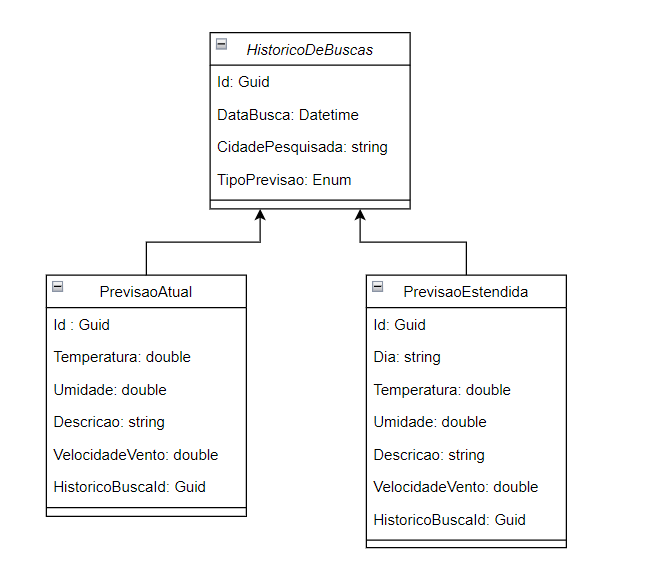 HistoricoDeBuscas
Id: Guid
DataBusca: Datetime
CidadePesquisada: string
TipoPrevisao: Enum
PrevisaoAtual
Id : Guid
Temperatura: double
Umidade: double
Descricao: string
VelocidadeVento: double
HistoricoBuscaId: Guid
PrevisaoEstendida
Id: Guid
Dia: string
Temperatura: double
Umidade: double
Descricao: string
VelocidadeVento: double
HistoricoBuscaId: Guid